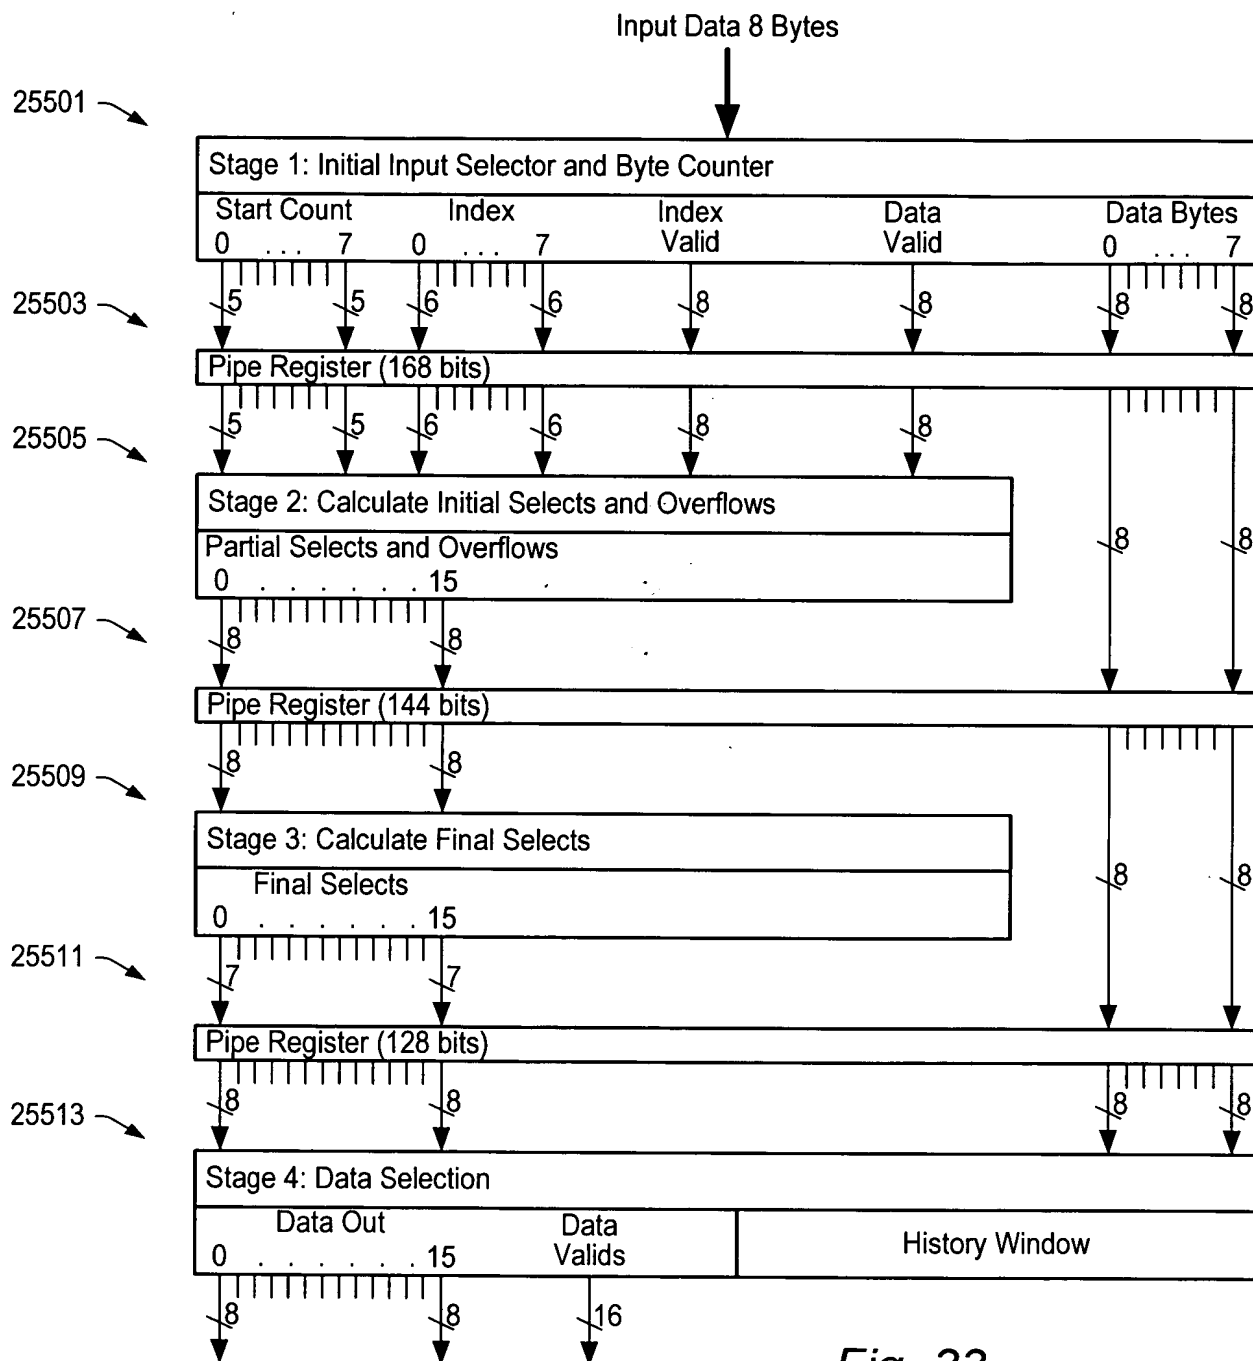 Input Data 8 Bytes
25501
Stage 1: Initial Input Selector and Byte Counter
Start Count Index Index Valid Data Valid Data Bytes
0 ... 7 0 ... 7 0 ... 7
25503
5 5 6 6 8 8 8 8
Pipe Register (168 bits)
25505
5 5 6 6 8 8
Stage 2: Calculate Initial Selects and Overflows
Partial Selects and Overflows
0 . . . . . . 15
8 8
25507
8 8
Pipe Register (144 bits)
25509
8 8
Stage 3: Calculate Final Selects
Final Selects
0 . . . . . . 15
8 8
25511
7 7
Pipe Register (128 bits)
25513
8 8 8 8
Stage 4: Data Selection
Data Out Data Valids History Window
0 . . . . . . 15
8 8 16